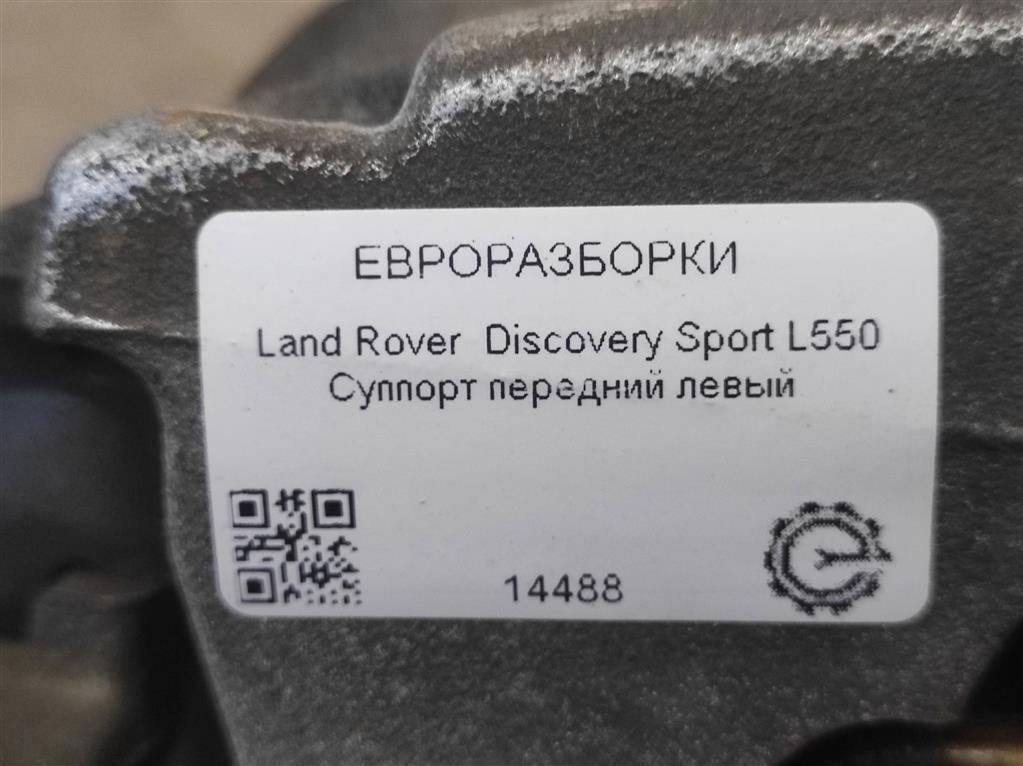 ЕВРОРАЗБОРКИ
Land Rover Discovery Sport L550
Суппорт передний левый
14488